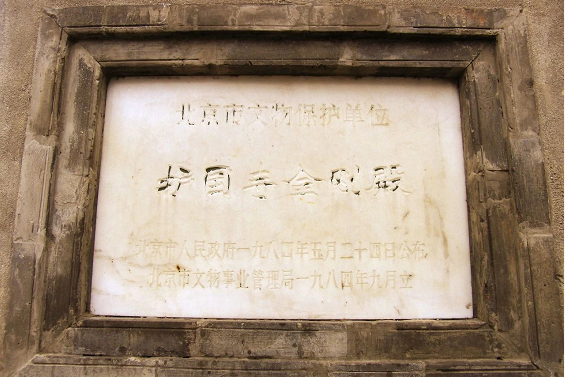 北京市文物保护单位
护国寺金刚殿
北京市人民政府一九八四年五月二十四日公布
北京市文物事业管理局一九八四年九月立